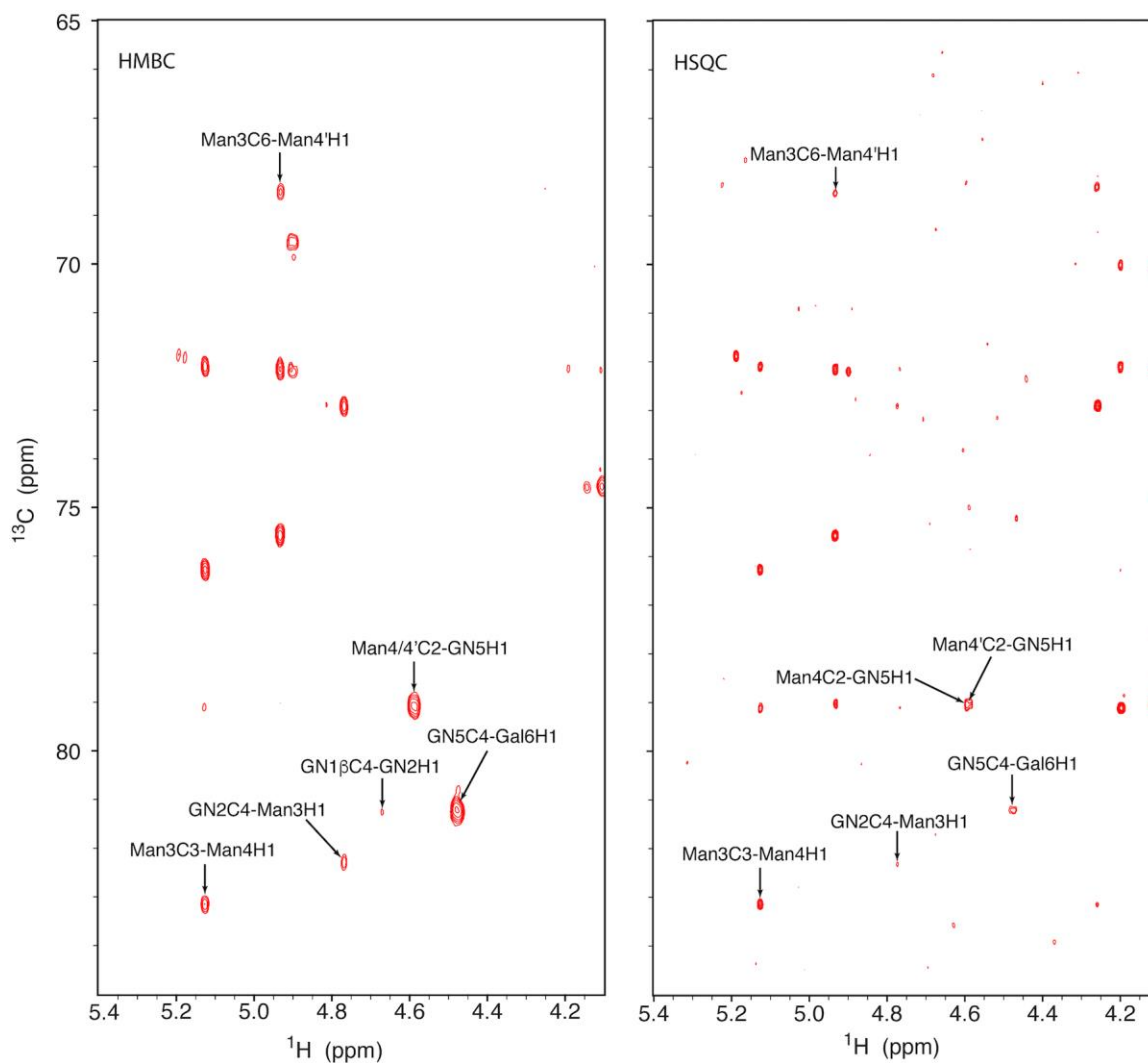 HMBC
Man3C6-Man4'H1
Man4/4'C2-GN5H1
GN5C4-Gal6H1
GN1βC4-GN2H1
GN2C4-Man3H1
Man3C3-Man4H1
65
70
75
80
¹³C (ppm)
5.4 5.2 5.0 4.8 4.6 4.4 4.2
¹H (ppm)
HSQC
Man3C6-Man4'H1
Man4'C2-GN5H1
Man4C2-GN5H1
GN5C4-Gal6H1
GN2C4-Man3H1
Man3C3-Man4H1
5.4 5.2 5.0 4.8 4.6 4.4 4.2
¹H (ppm)